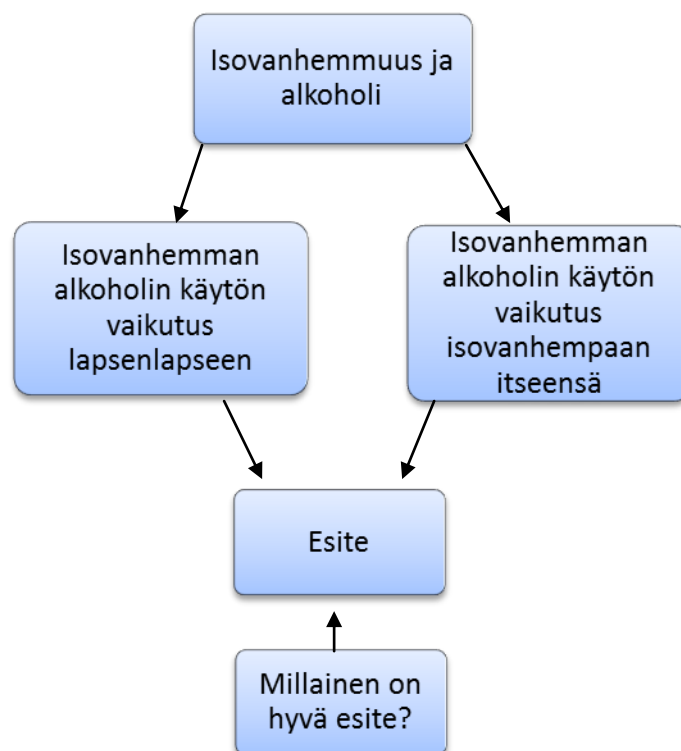 Isovanhemmuus ja
alkoholi
Isovanhemman
alkoholin käytön
vaikutus
lapsenlapseen
Isovanhemman
alkoholin käytön
vaikutus
isovanhempaan
itseensä
Esite
Millainen on
hyvä esite?